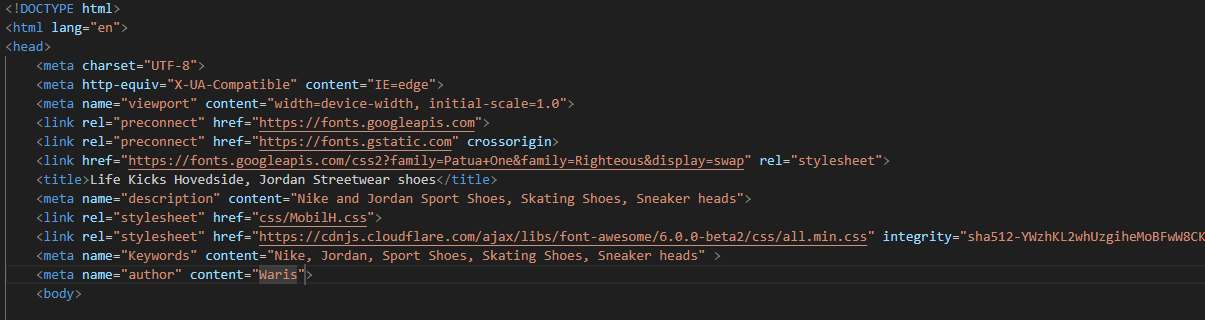 <!DOCTYPE html>
<html lang="en">
<head>
<meta charset="UTF-8">
<meta http-equiv="X-UA-Compatible" content="IE=edge">
<meta name="viewport" content="width=device-width, initial-scale=1.0">
<link rel="preconnect" href="https://fonts.googleapis.com">
<link rel="preconnect" href="https://fonts.gstatic.com" crossorigin>
<link href="https://fonts.googleapis.com/css2?family=Patua+One&family=Righteous&display=swap" rel="stylesheet">
<title>Life Kicks Hovedside, Jordan Streetwear shoes</title>
<meta name="description" content="Nike and Jordan Sport Shoes, Skating Shoes, Sneaker heads">
<link rel="stylesheet" href="css/MobilH.css">
<link rel="stylesheet" href="https://cdnjs.cloudflare.com/ajax/libs/font-awesome/6.0.0-beta2/css/all.min.css" integrity="sha512-YWzhKL2whUzgiheMoBFwW8CK
<meta name="Keywords" content="Nike, Jordan, Sport Shoes, Skating Shoes, Sneaker heads" >
<meta name="author" content="Waris">
<body>